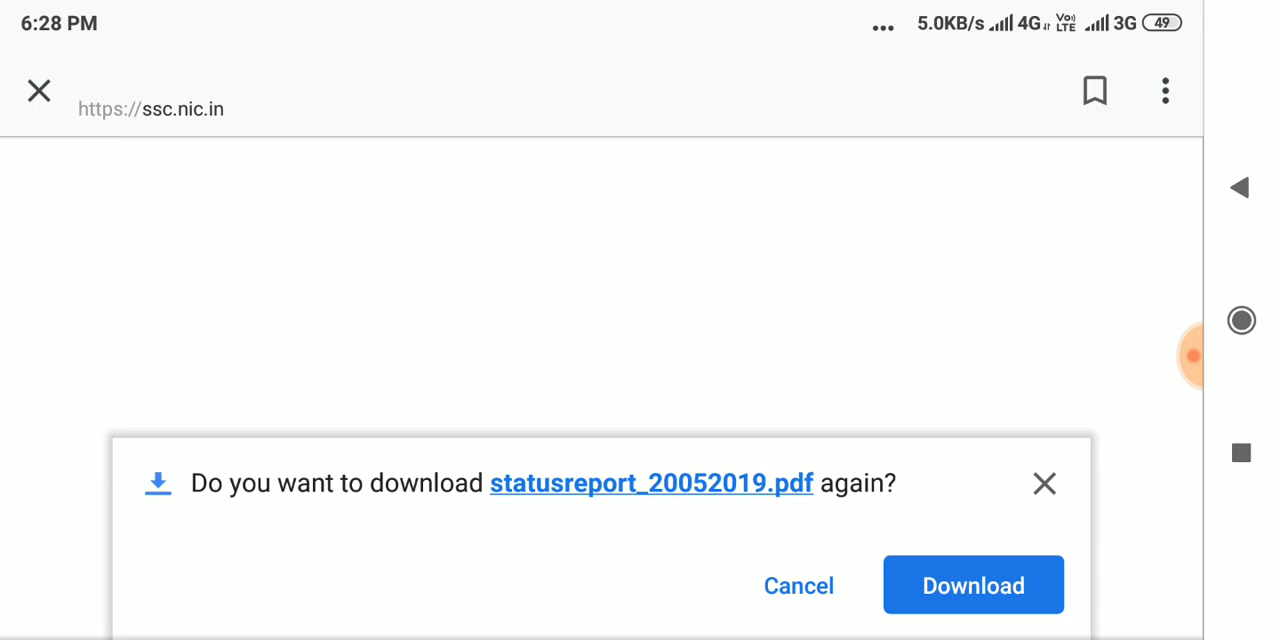 6:28 PM ... 5.0KB/s 4G Vo) LTE 3G 49
https://ssc.nic.in
Do you want to download statusreport_20052019.pdf again?
Cancel Download